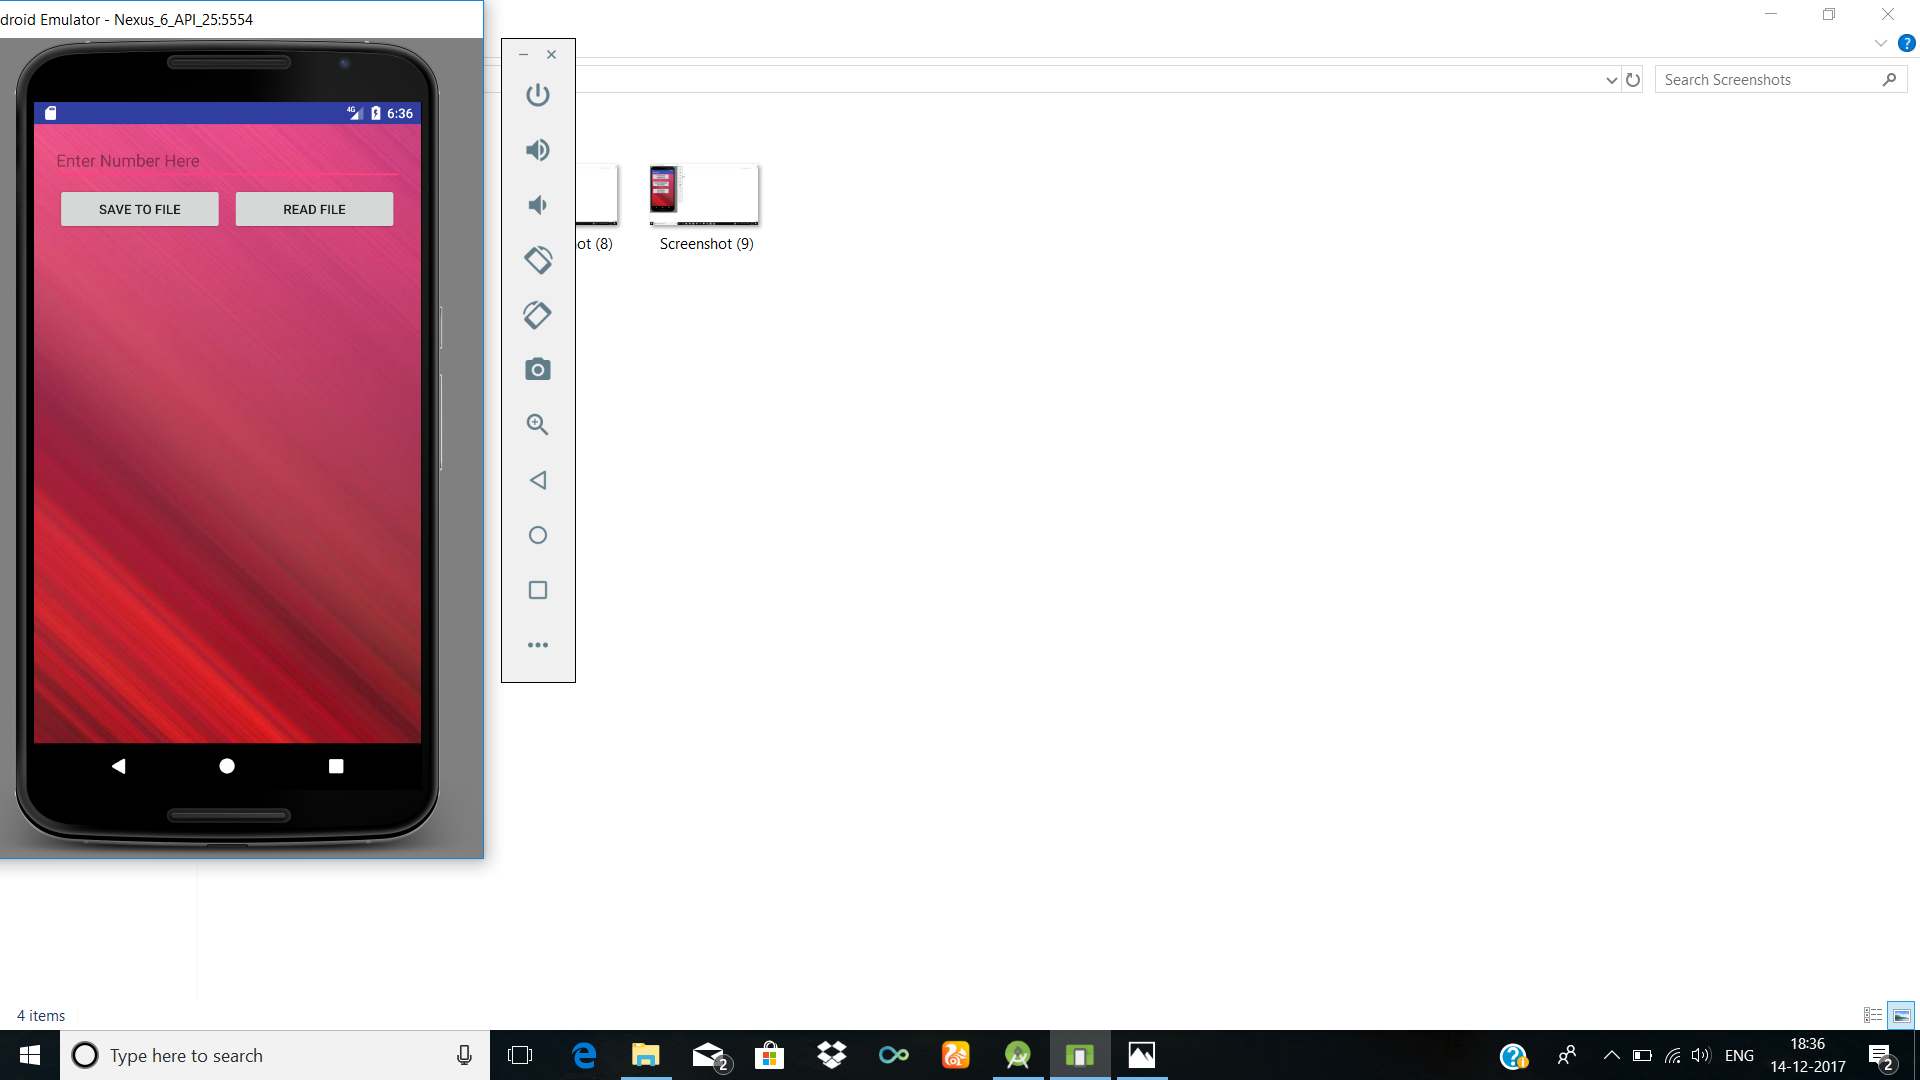 droid Emulator - Nexus_6_API_25:5554
4G 6:36
Enter Number Here
SAVE TO FILE READ FILE
Search Screenshots
?
ot (8)
Screenshot (9)
4 items
Type here to search
2
ENG
18:36
14-12-2017
2